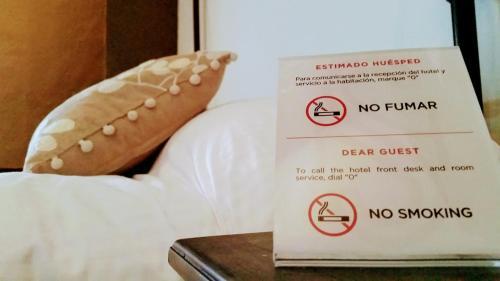 ESTIMADO HUÉSPED
Para comunicarse a la recepción del hotel y
servicio a la habitación, marque "0"
NO FUMAR
DEAR GUEST
To call the hotel front desk and room
service, dial "0"
NO SMOKING